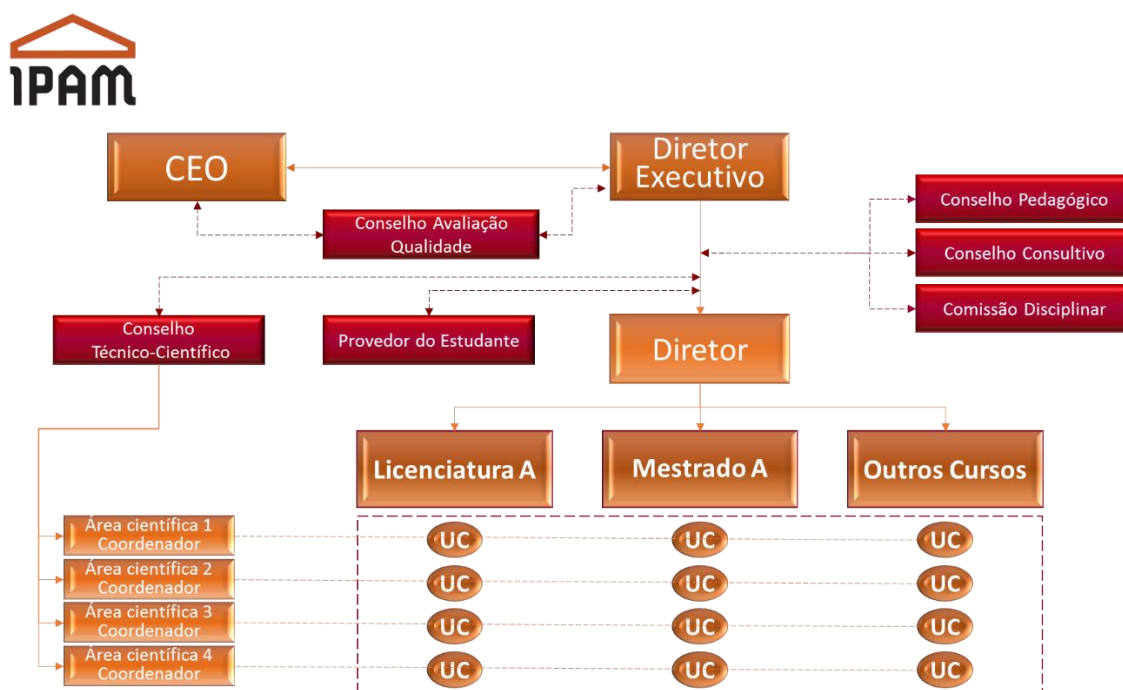 IPAM
CEO
Diretor
Executivo
Conselho Pedagógico
Conselho Avaliação
Qualidade
Conselho Consultivo
Comissão Disciplinar
Conselho
Técnico-Científico
Provedor do Estudante
Diretor
Licenciatura A
Mestrado A
Outros Cursos
Área científica 1
Coordenador
UC
UC
UC
Área científica 2
Coordenador
UC
UC
UC
Área científica 3
Coordenador
UC
UC
UC
Área científica 4
Coordenador
UC
UC
UC